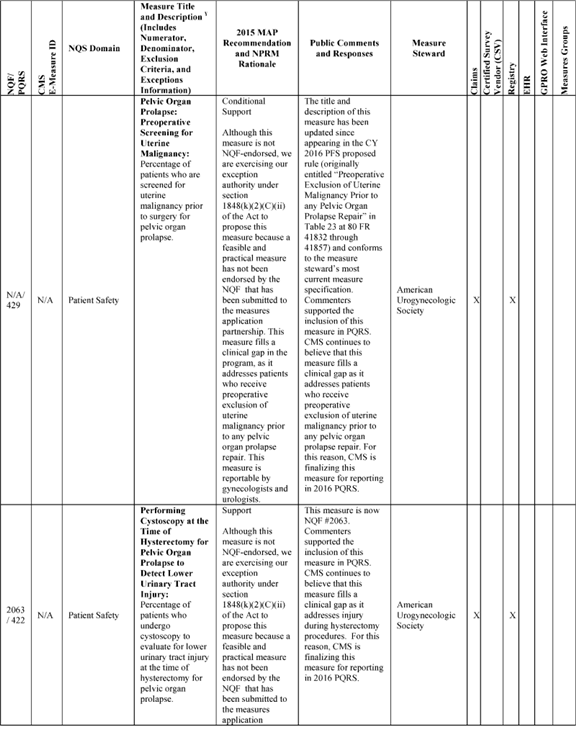 NQF/
PQRS
CMS
E-Measure ID
NQS Domain
Measure Title
and Description ¥
(Includes
Numerator,
Denominator,
Exclusion
Criteria, and
Exceptions
Information)
2015 MAP
Recommendation
and NPRM
Rationale
Public Comments
and Responses
Measure
Steward
Claims
Certified Survey
Vendor (CSV)
Registry
EHR
GPRO Web Interface
Measures Groups
N/A/
429
N/A
Patient Safety
Pelvic Organ
Prolapse:
Preoperative
Screening for
Uterine
Malignancy:
Percentage of
patients who are
screened for
uterine
malignancy prior
to surgery for
pelvic organ
prolapse.
Conditional
Support
Although this
measure is not
NQF-endorsed, we
are exercising our
exception
authority under
section
1848(k)(2)(C)(ii)
of the Act to
propose this
measure because a
feasible and
practical measure
has not been
endorsed by the
NQF that has
been submitted to
the measures
application
partnership. This
measure fills a
clinical gap in the
program, as it
addresses patients
who receive
preoperative
exclusion of
uterine
malignancy prior
to any pelvic
organ prolapse
repair. This
measure is
reportable by
gynecologists and
urologists.
The title and
description of this
measure has been
updated since
appearing in the CY
2016 PFS proposed
rule (originally
entitled “Preoperative
Exclusion of Uterine
Malignancy Prior to
any Pelvic Organ
Prolapse Repair” in
Table 23 at 80 FR
41832 through
41857) and conforms
to the measure
steward’s most
current measure
specification.
Commenters
supported the
inclusion of this
measure in PQRS.
CMS continues to
believe that this
measure fills a
clinical gap as it
addresses patients
who receive
preoperative
exclusion of uterine
malignancy prior to
any pelvic organ
prolapse repair. For
this reason, CMS is
finalizing this
measure for reporting
in 2016 PQRS.
American
Urogynecologic
Society
X
X
2063
/ 422
N/A
Patient Safety
Performing
Cystoscopy at the
Time of
Hysterectomy for
Pelvic Organ
Prolapse to
Detect Lower
Urinary Tract
Injury:
Percentage of
patients who
undergo
cystoscopy to
evaluate for lower
urinary tract injury
at the time of
hysterectomy for
pelvic organ
prolapse.
Support
Although this
measure is not
NQF-endorsed, we
are exercising our
exception
authority under
section
1848(k)(2)(C)(ii)
of the Act to
propose this
measure because a
feasible and
practical measure
has not been
endorsed by the
NQF that has
been submitted to
the measures
application
This measure is now
NQF #2063.
Commenters
supported the
inclusion of this
measure in PQRS.
CMS continues to
believe that this
measure fills a
clinical gap as it
addresses injury
during hysterectomy
procedures. For this
reason, CMS is
finalizing this
measure for reporting
in 2016 PQRS.
American
Urogynecologic
Society
X
X